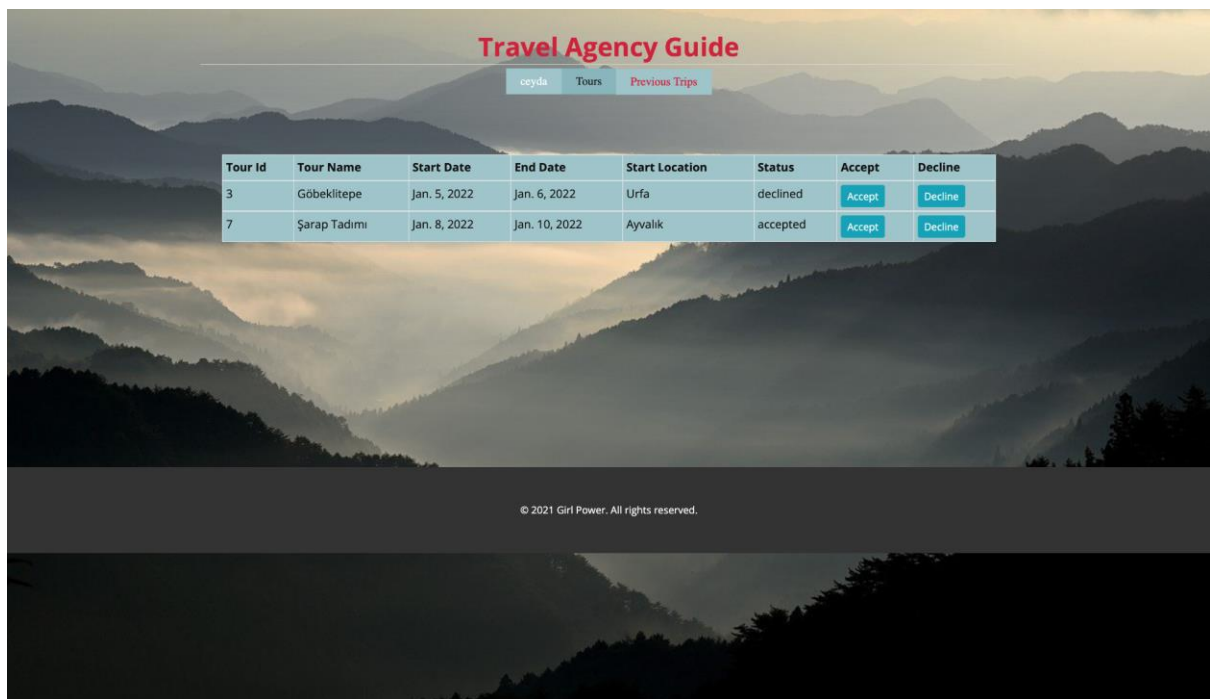 Travel Agency Guide
ceyda Tours Previous Trips
Tour Id Tour Name Start Date End Date Start Location Status Accept Decline
3 Göbeklitepe Jan. 5, 2022 Jan. 6, 2022 Urfa declined Accept Decline
7 Şarap Tadımı Jan. 8, 2022 Jan. 10, 2022 Ayvalık accepted Accept Decline
© 2021 Girl Power. All rights reserved.